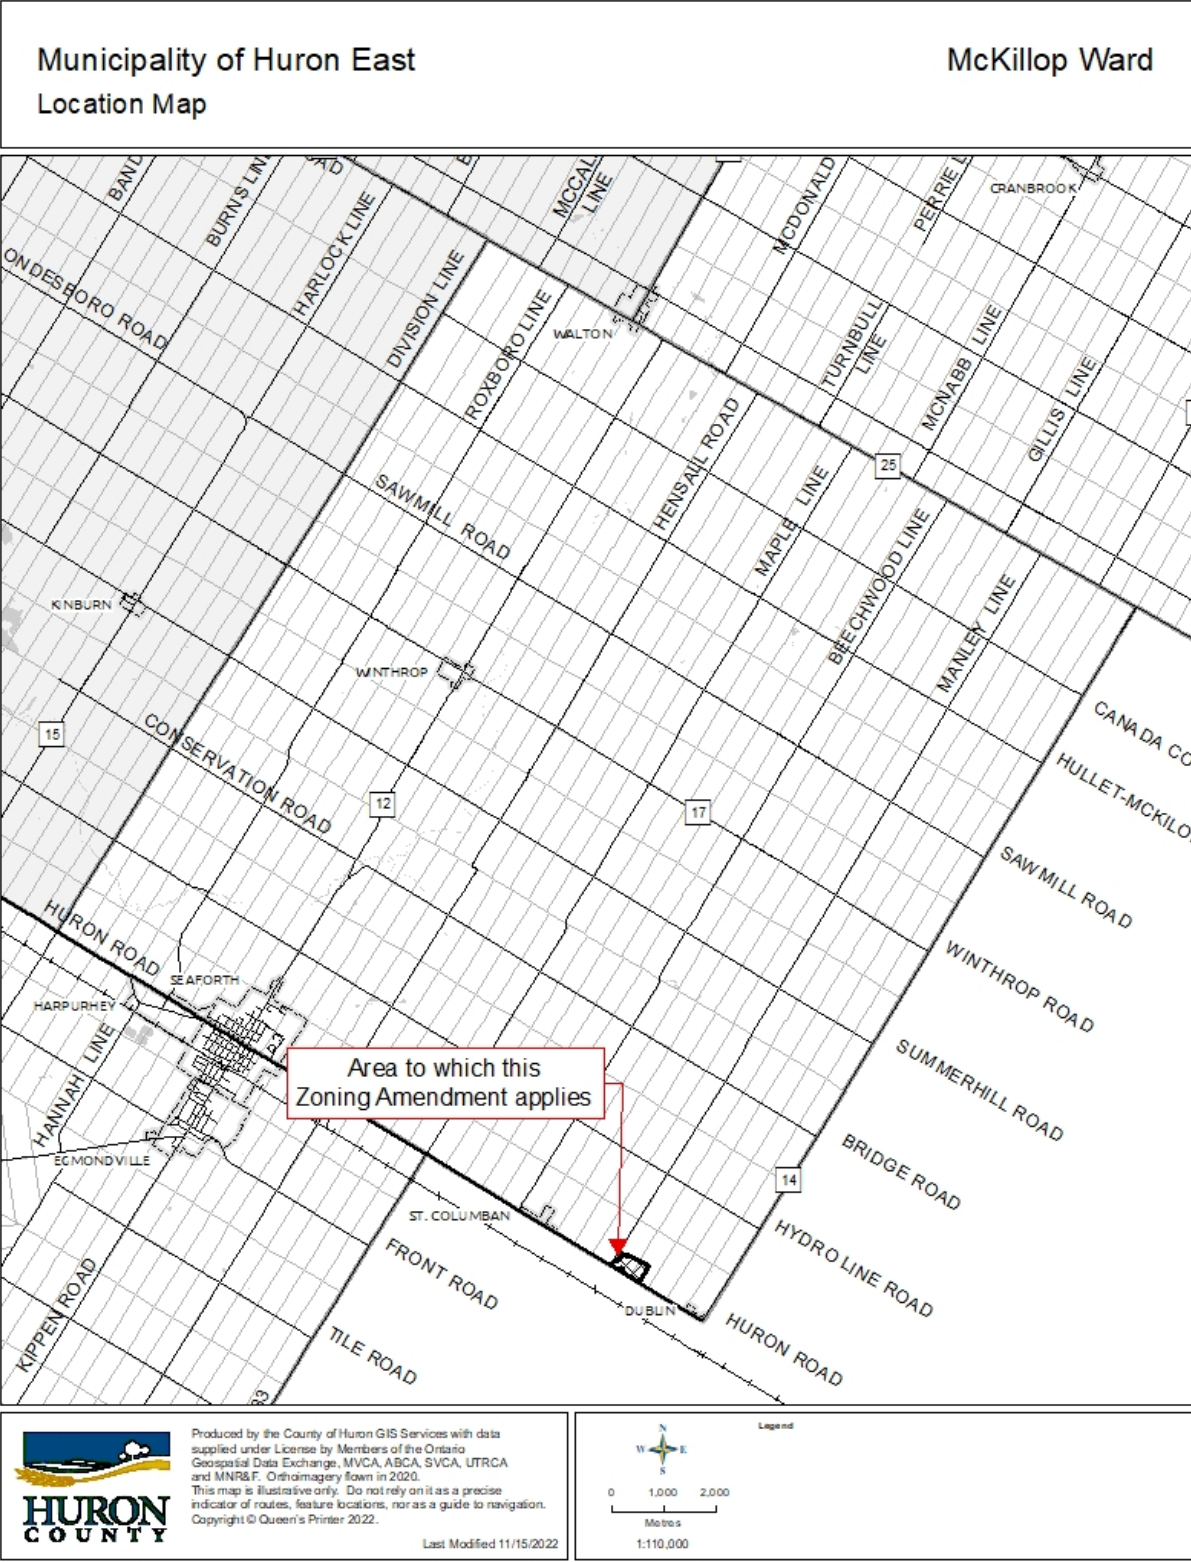 Municipality of Huron East
McKillop Ward
Location Map
BAND
BURNS LINE
HARLOCK LINE
MCCAL
LINE
MCDONALD
PERRIE L
CRANBROOK
ONDESBORO ROAD
DIVISION LINE
ROXBORO LINE
WALTON
TURNBULL
LINE
MCNABB LINE
GILLIS LINE
HENSALL ROAD
25
SAWMILL ROAD
MAPLE LINE
BEECHWOOD LINE
MANLEY LINE
KINBURN
WINTHROP
15
CONSERVATION ROAD
12
17
CANADA CO
HULLET-MCKILO
SAWMILL ROAD
WINTHROP ROAD
HURON ROAD
SEAFORTH
HARPURHEY
HANNAH LINE
EGMONDVILLE
Area to which this
Zoning Amendment applies
SUMMERHILL ROAD
BRIDGE ROAD
14
ST. COLUMBAN
FRONT ROAD
HYDRO LINE ROAD
DUBLIN
HURON ROAD
KIPPEN ROAD
TILE ROAD
HURON
COUNTY
Produced by the County of Huron GIS Services with data
supplied under License by Members of the Ontario
Geospatial Data Exchange, MVCA, ABCA, SVCA, UTRCA
and MNR&F. Orthoimagery flown in 2020.
This map is illustrative only. Do not rely on it as a precise
indicator of routes, feature locations, nor as a guide to navigation.
Copyright © Queen's Printer 2022.
Last Modified 11/15/2022
N
W E
S
0 1,000 2,000
Metres
1:110,000
Legend